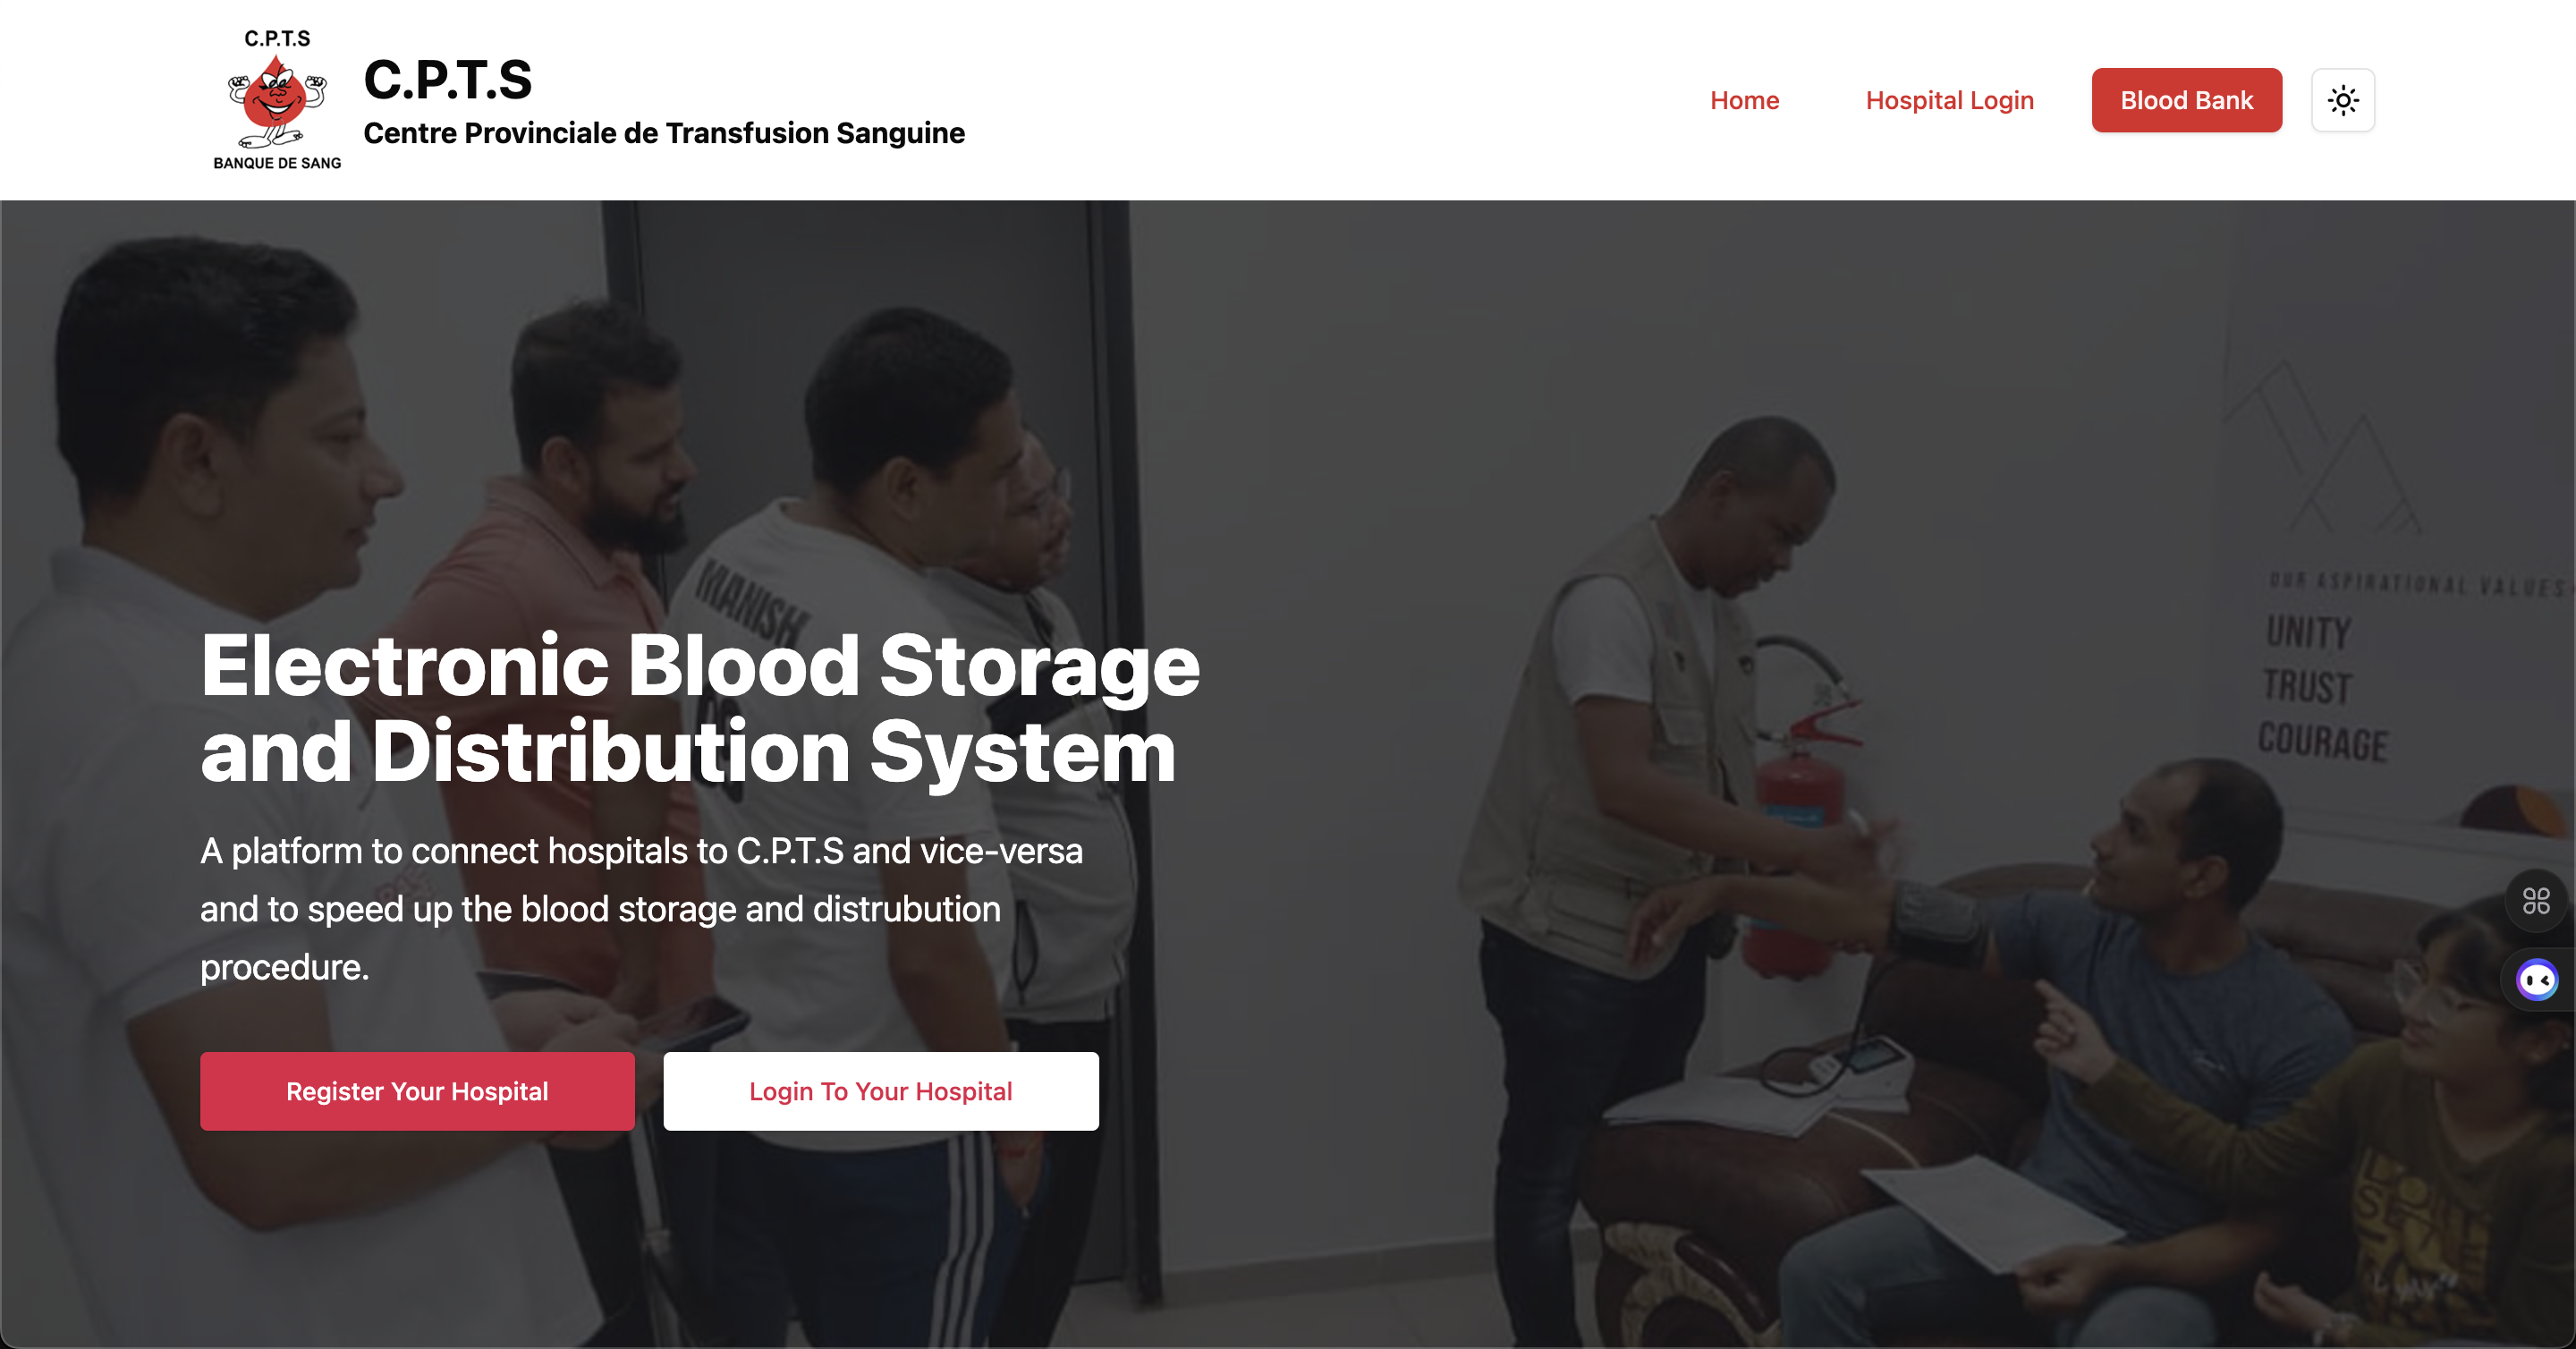 C.P.T.S
BANQUE DE SANG
C.P.T.S
Centre Provinciale de Transfusion Sanguine
Home
Hospital Login
Blood Bank
MANISH
OUR ASPIRATIONAL VALUES
UNITY
TRUST
COURAGE
Electronic Blood Storage
and Distribution System
A platform to connect hospitals to C.P.T.S and vice-versa
and to speed up the blood storage and distrubution
procedure.
Register Your Hospital
Login To Your Hospital